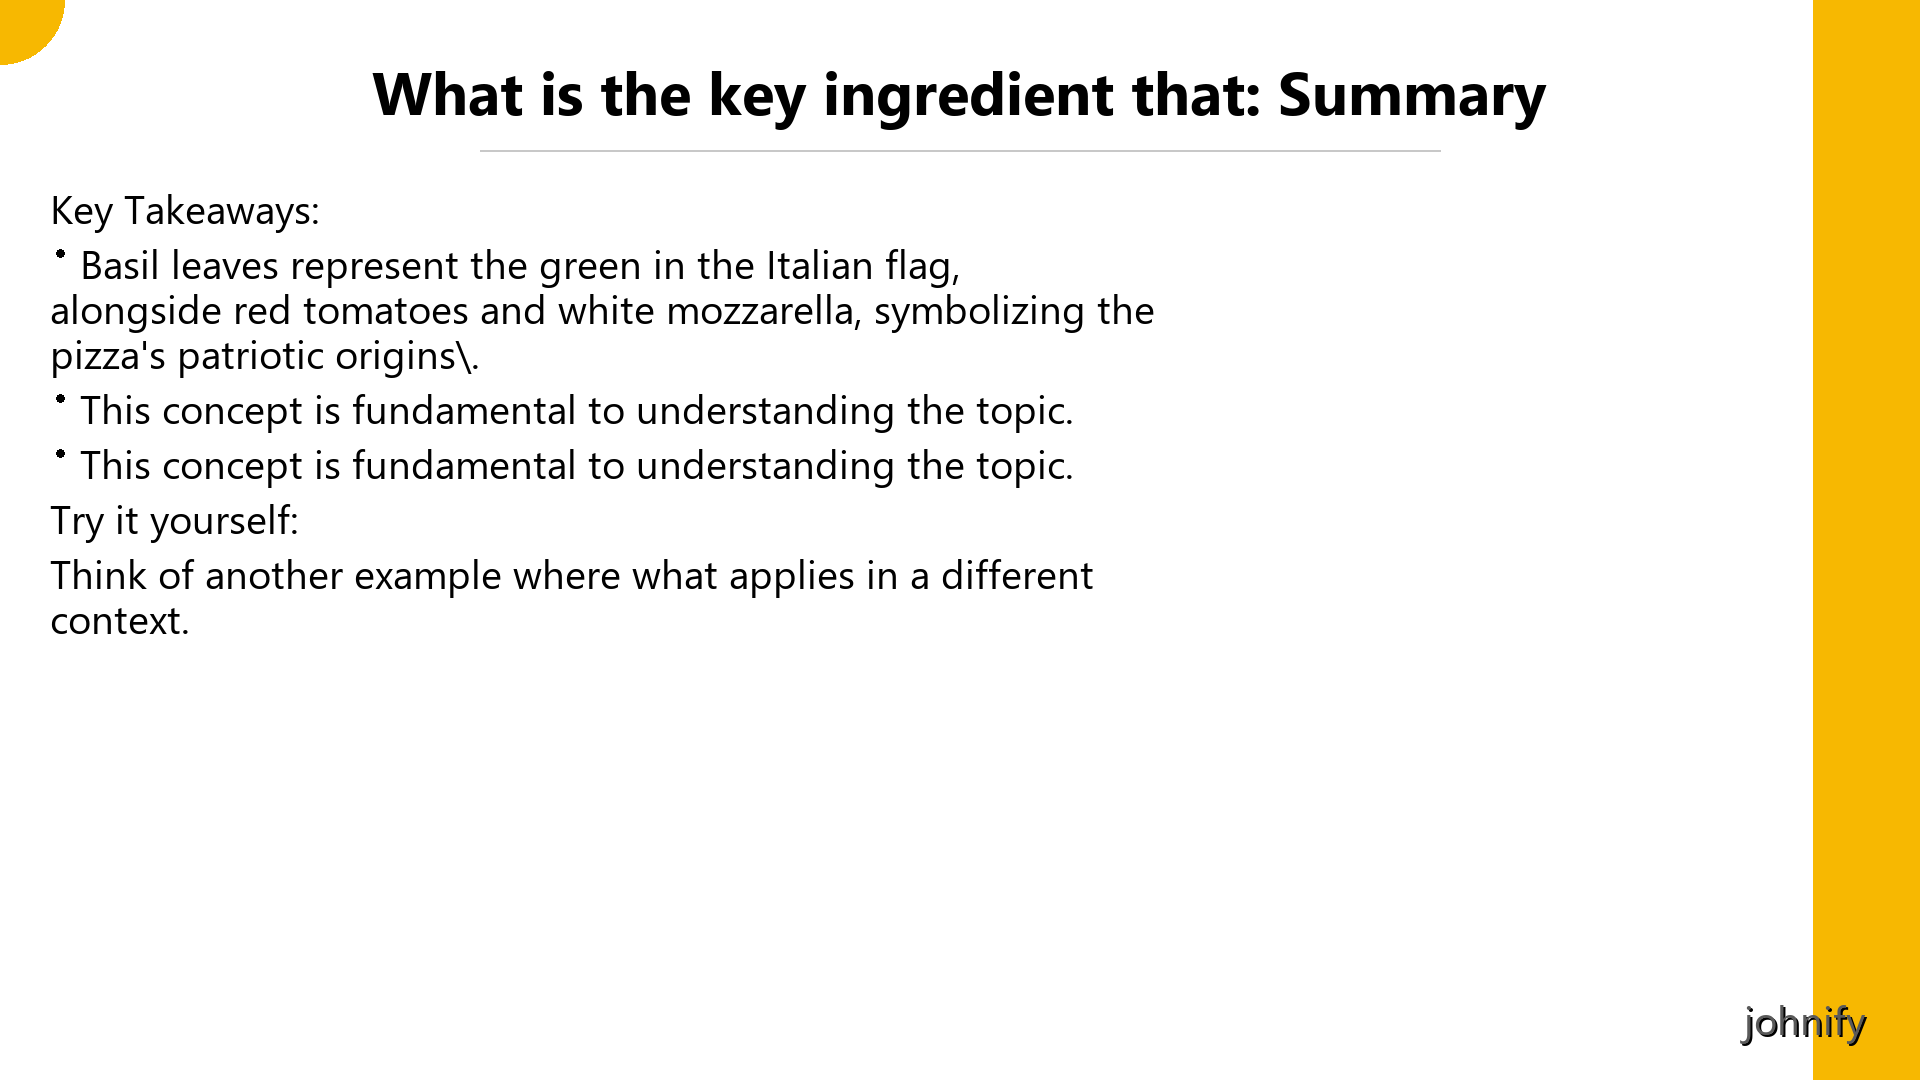 What is the key ingredient that: Summary
Key Takeaways:
• Basil leaves represent the green in the Italian flag,
alongside red tomatoes and white mozzarella, symbolizing the
pizza's patriotic origins\.
• This concept is fundamental to understanding the topic.
• This concept is fundamental to understanding the topic.
Try it yourself:
Think of another example where what applies in a different
context.
johnify